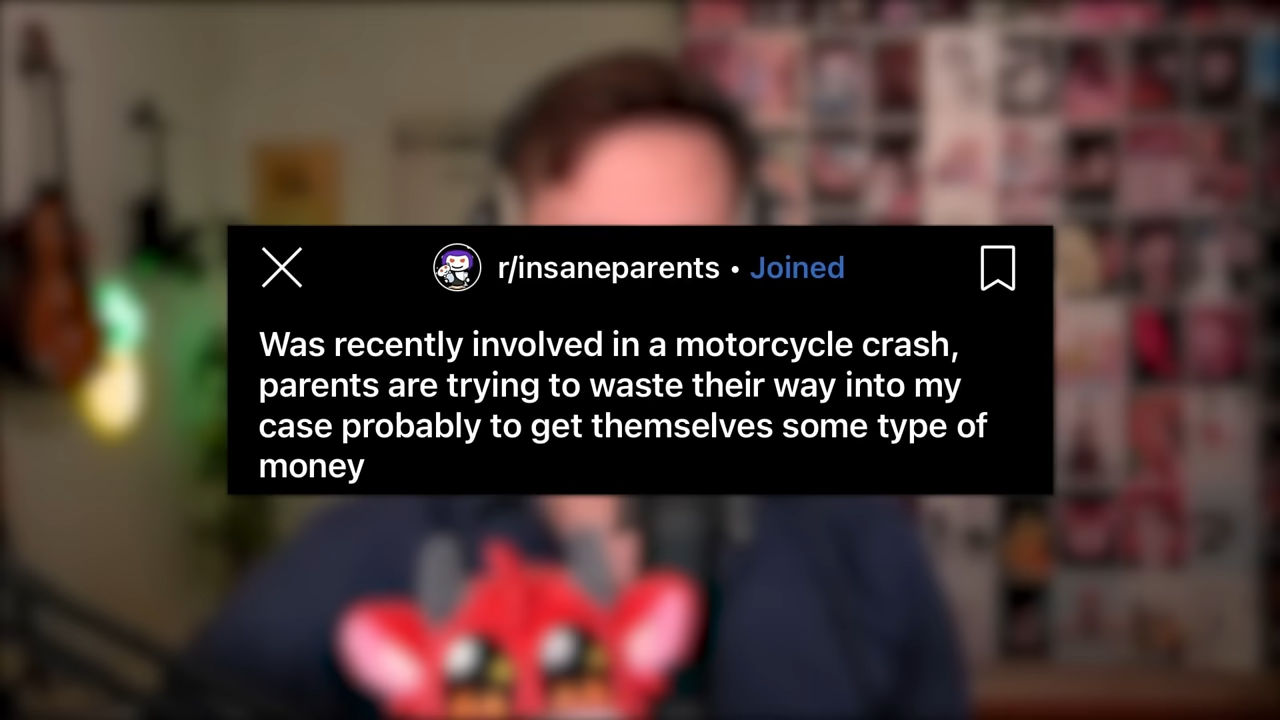 r/insaneparents • Joined
Was recently involved in a motorcycle crash,
parents are trying to waste their way into my
case probably to get themselves some type of
money